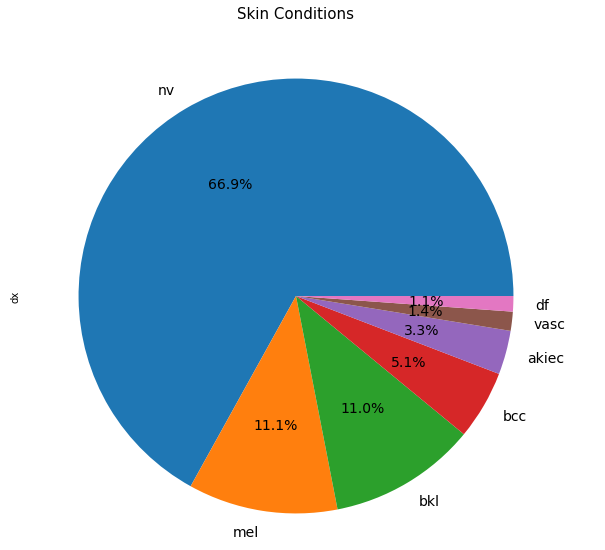 Skin Conditions
nv
66.9%
dx
1.1%
df
1.4%
vasc
3.3%
akiec
5.1%
bcc
11.0%
bkl
11.1%
mel